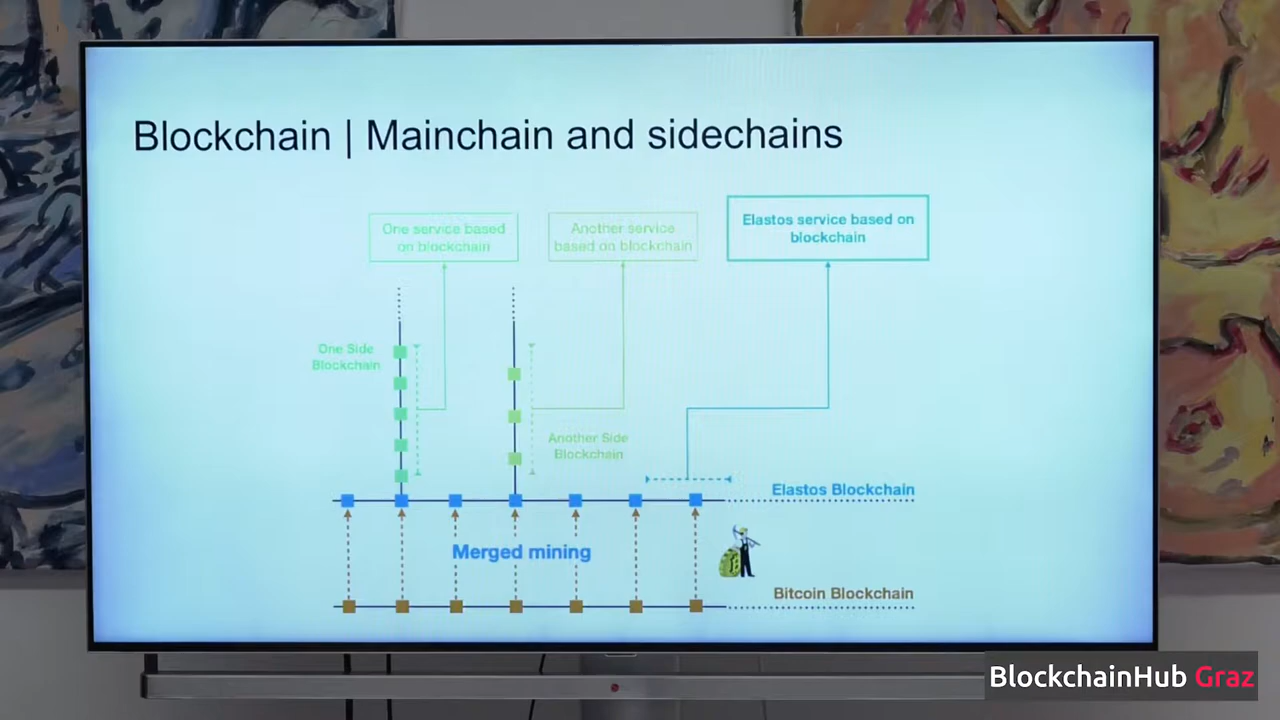 Blockchain | Mainchain and sidechains
One service based
on blockchain
Another service
based on blockchain
Elastos service based on
blockchain
One Side
Blockchain
Another Side
Blockchain
Elastos Blockchain
Merged mining
Bitcoin Blockchain
BlockchainHub Graz